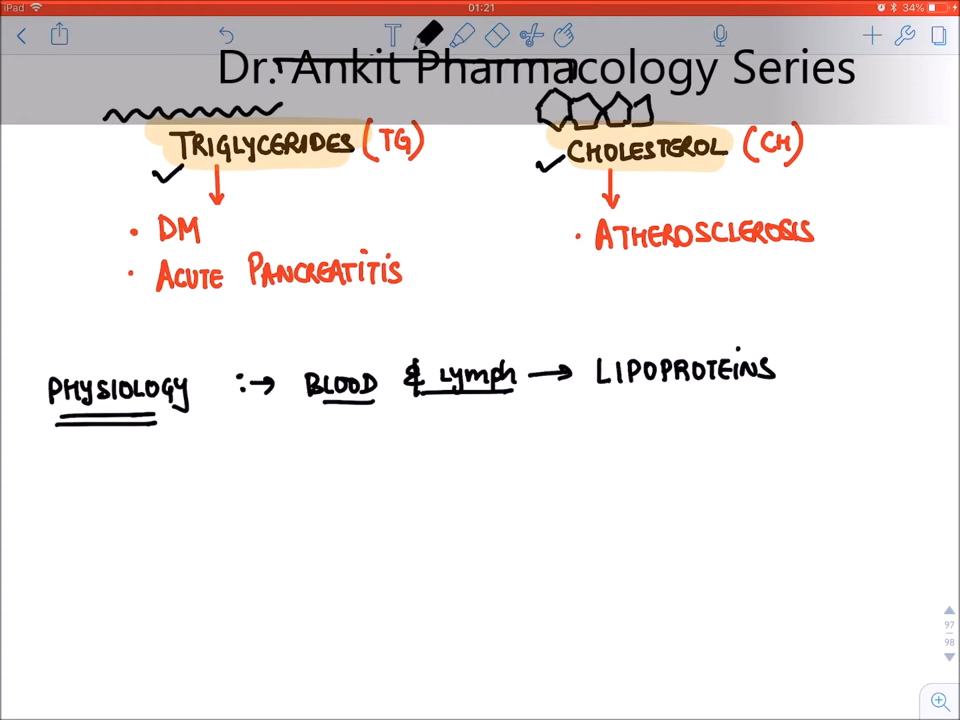 iPad 01:21 34%
T
Dr. Ankit Pharmacology Series
TRIGLYCERIDES (TG) CHOLESTEROL (CH)
• DM • ATHEROSCLEROSIS
• ACUTE PANCREATITIS
PHYSIOLOGY :→ BLOOD & Lymph → LIPOPROTEINS
97
98